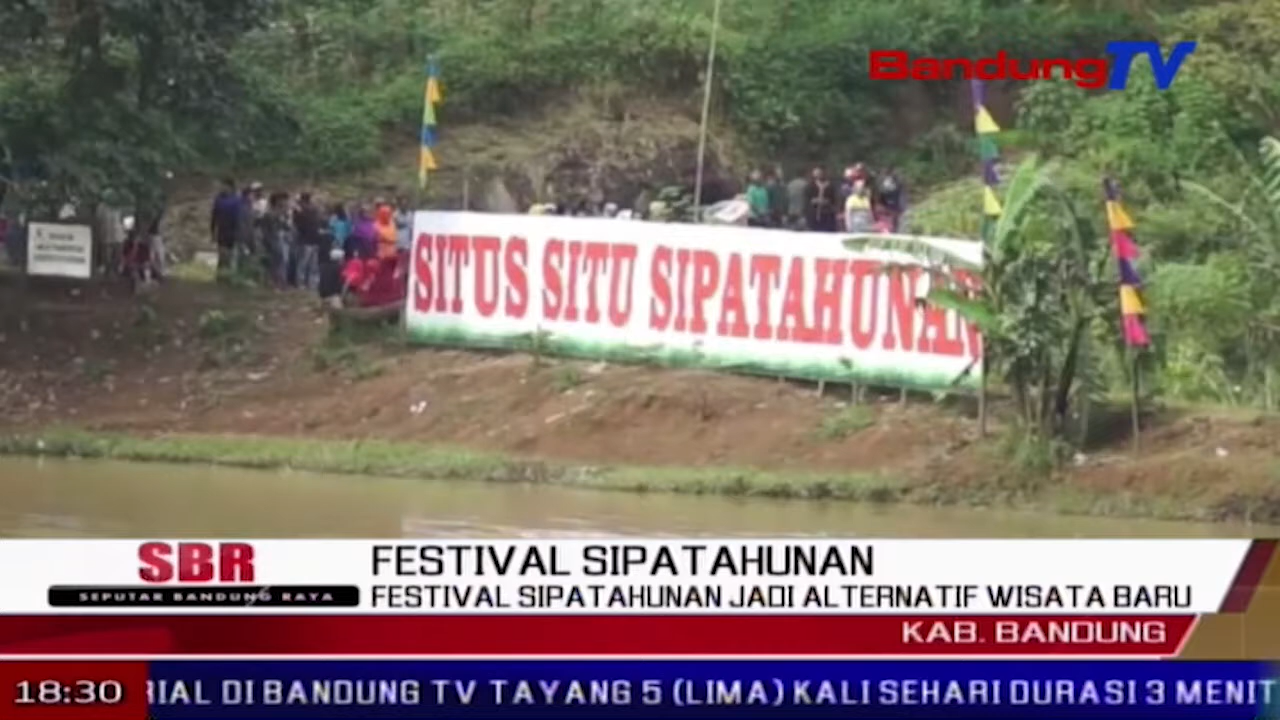 BandungTV
SITUS SITU SIPATAHUNAN
SBR
SEPUTAR BANDUNG RAYA
FESTIVAL SIPATAHUNAN
FESTIVAL SIPATAHUNAN JADI ALTERNATIF WISATA BARU
KAB. BANDUNG
18:30
RIAL DI BANDUNG TV TAYANG 5 (LIMA) KALI SEHARI DURASI 3 MENIT